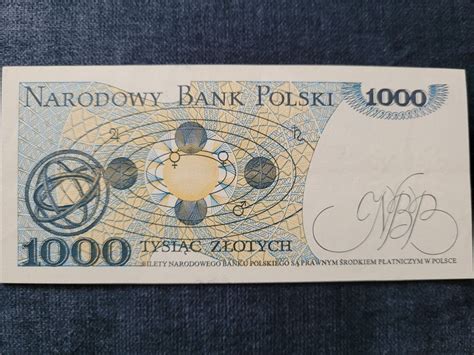 NARODOWY BANK POLSKI 1000
♃ ♄
☿ ♀
♂
NBP
1000 TYSIĄC ZŁOTYCH
BILETY NARODOWEGO BANKU POLSKIEGO SĄ PRAWNYM ŚRODKIEM PŁATNICZYM W POLSCE